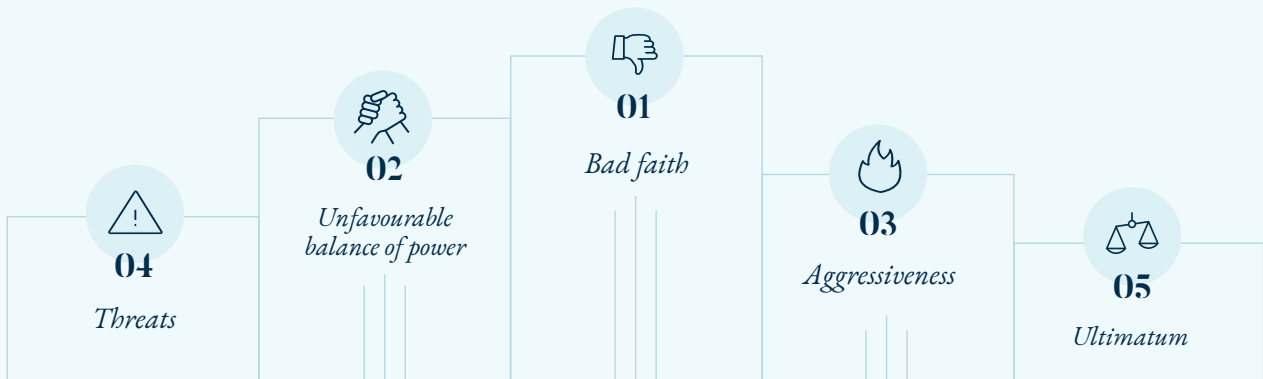 04
Threats
02
Unfavourable
balance of power
01
Bad faith
03
Aggressiveness
05
Ultimatum